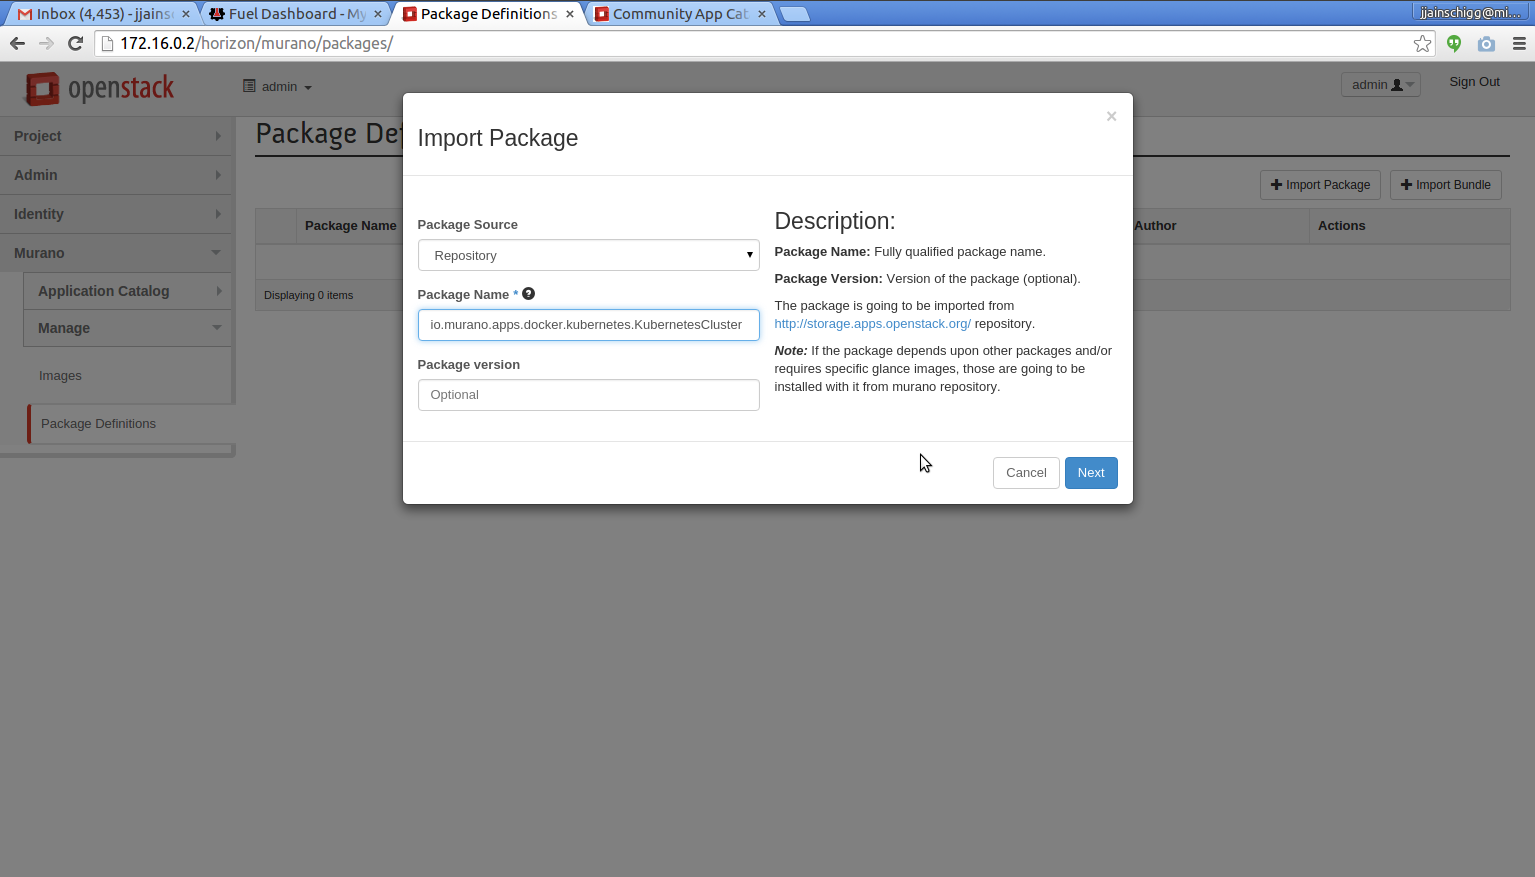 Inbox (4,453) - jjains
Fuel Dashboard - My
Package Definitions
Community App Cat
jjainschigg@mi...
172.16.0.2/horizon/murano/packages/
openstack
admin
admin
Sign Out
Project
Admin
Identity
Murano
Application Catalog
Manage
Images
Package Definitions
Package Def
Import Package
Import Bundle
Package Name
Author
Actions
Displaying 0 items
Import Package
×
Package Source
Repository
Package Name *
io.murano.apps.docker.kubernetes.KubernetesCluster
Package version
Optional
Description:
Package Name: Fully qualified package name.
Package Version: Version of the package (optional).
The package is going to be imported from
http://storage.apps.openstack.org/ repository.
Note: If the package depends upon other packages and/or
requires specific glance images, those are going to be
installed with it from murano repository.
Cancel
Next